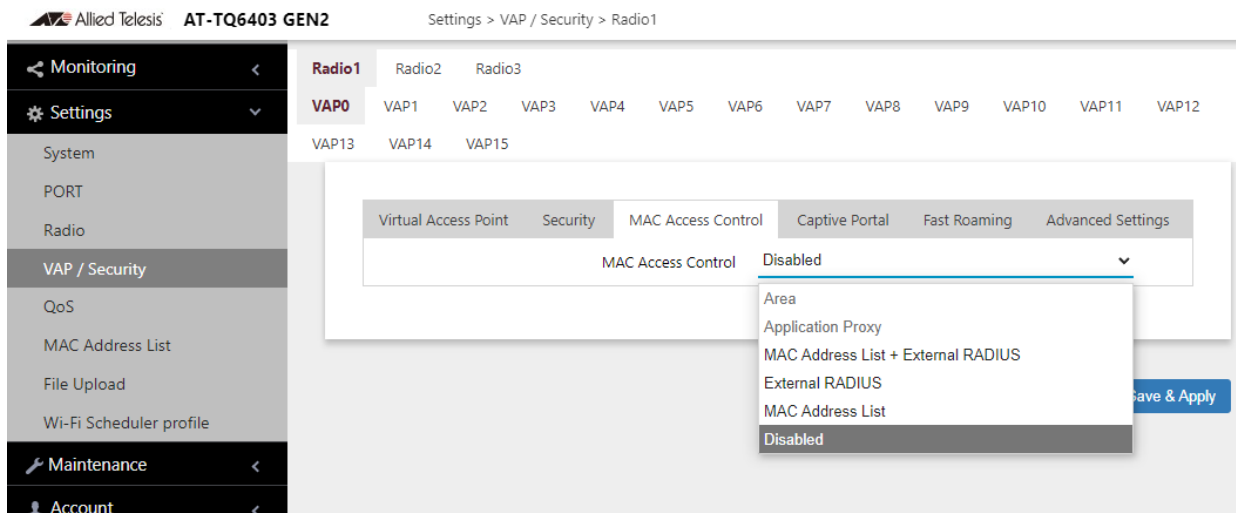 Allied Telesis AT-TQ6403 GEN2 Settings > VAP / Security > Radio1
Monitoring
Settings
System
PORT
Radio
VAP / Security
QoS
MAC Address List
File Upload
Wi-Fi Scheduler profile
Maintenance
Account
Radio1 Radio2 Radio3
VAP0 VAP1 VAP2 VAP3 VAP4 VAP5 VAP6 VAP7 VAP8 VAP9 VAP10 VAP11 VAP12
VAP13 VAP14 VAP15
Virtual Access Point Security MAC Access Control Captive Portal Fast Roaming Advanced Settings
MAC Access Control Disabled
Area
Application Proxy
MAC Address List + External RADIUS
External RADIUS
MAC Address List
Disabled
Save & Apply